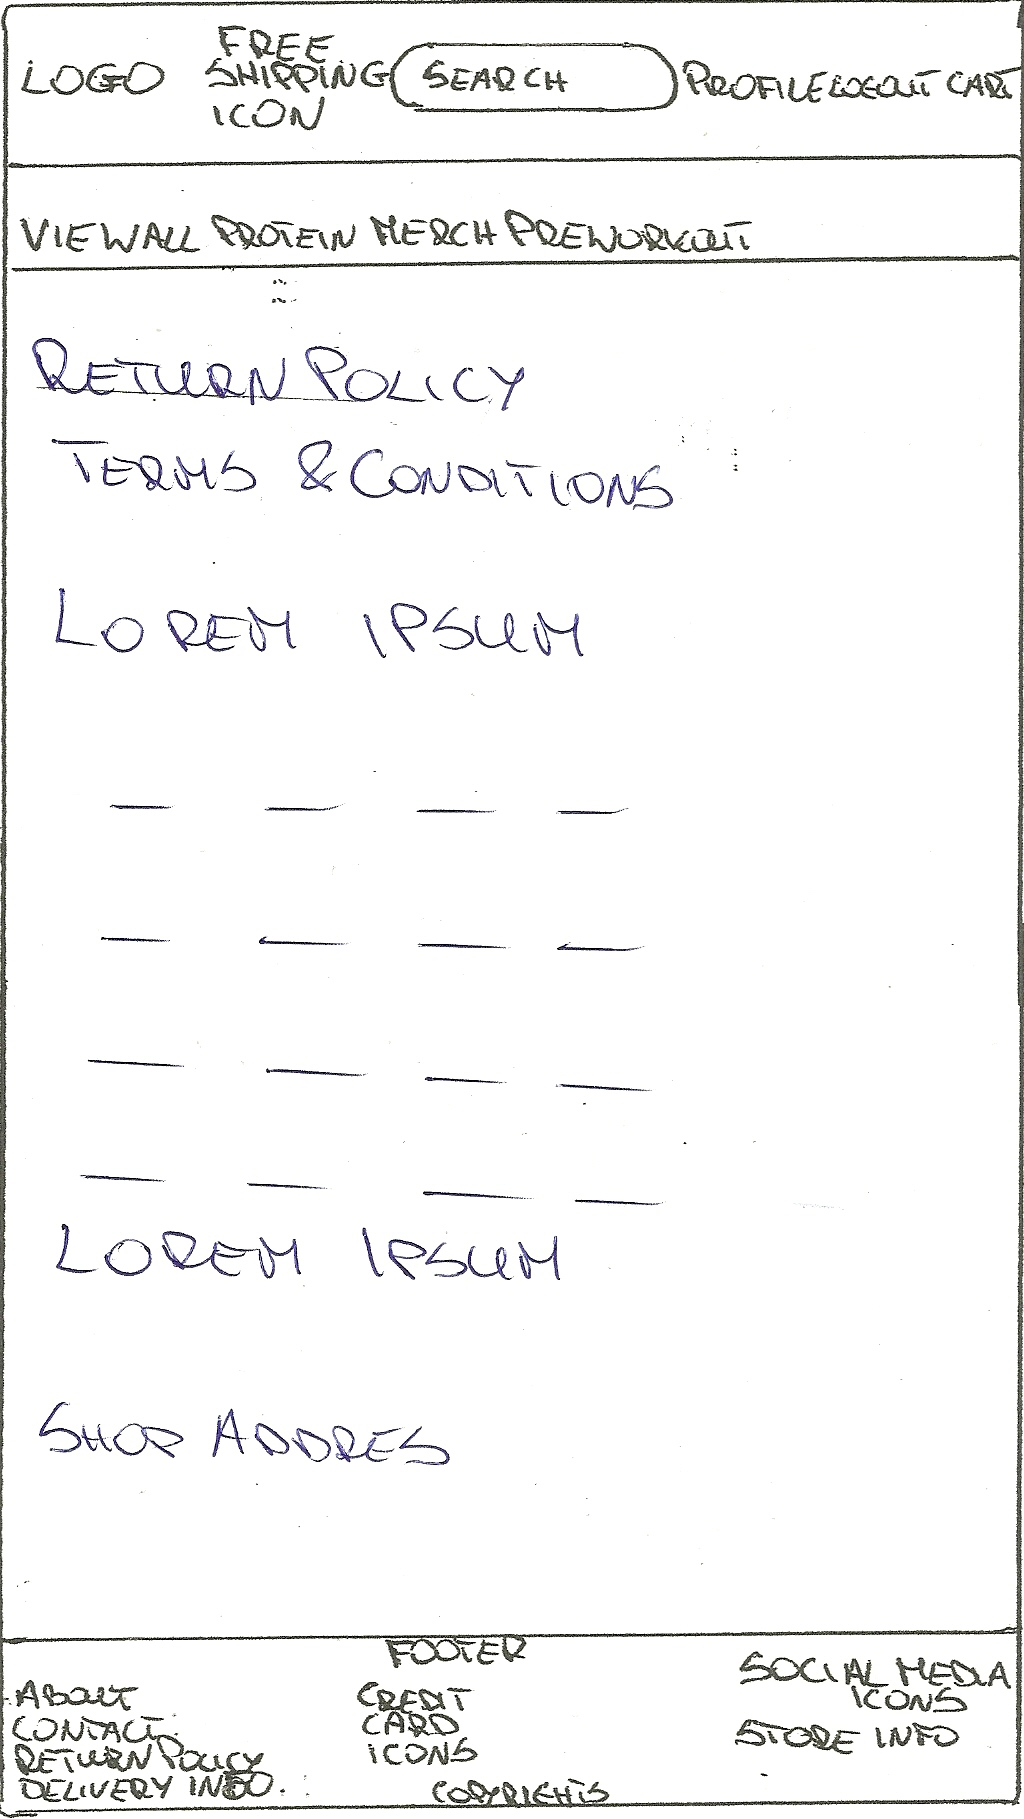 LOGO FREE SHIPPING ICON SEARCH PROFILE LOGOUT CART
VIEW ALL PROTEIN MERCH PREWORKOUT
RETURN POLICY
TERMS & CONDITIONS
LOREM IPSUM
LOREM IPSUM
SHOP ADDRES
FOOTER
ABOUT
CONTACT
RETURN POLICY
DELIVERY INFO.
CREDIT
CARD
ICONS
COPYRIGHTS
SOCIAL MEDIA
ICONS
STORE INFO